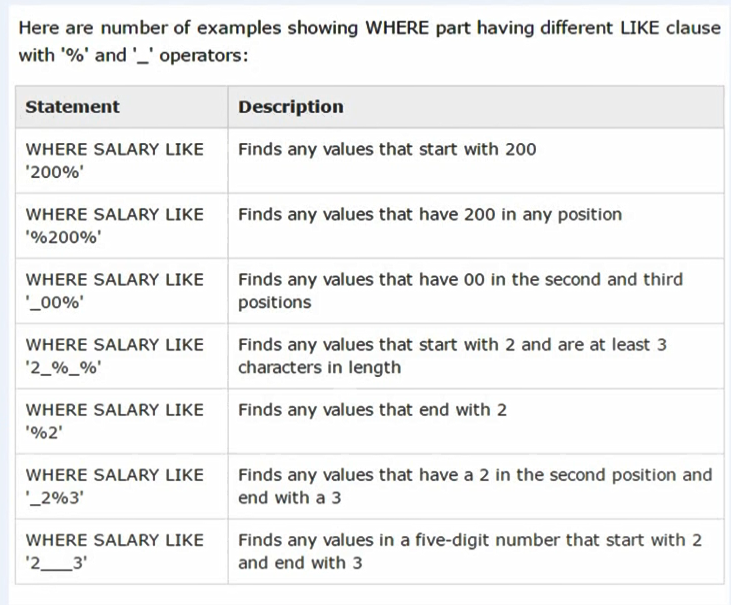 Here are number of examples showing WHERE part having different LIKE clause
with '%' and '_' operators:
Statement
Description
WHERE SALARY LIKE
'200%'
Finds any values that start with 200
WHERE SALARY LIKE
'%200%'
Finds any values that have 200 in any position
WHERE SALARY LIKE
'_00%'
Finds any values that have 00 in the second and third
positions
WHERE SALARY LIKE
'2_%_%'
Finds any values that start with 2 and are at least 3
characters in length
WHERE SALARY LIKE
'%2'
Finds any values that end with 2
WHERE SALARY LIKE
'_2%3'
Finds any values that have a 2 in the second position and
end with a 3
WHERE SALARY LIKE
'2___3'
Finds any values in a five-digit number that start with 2
and end with 3